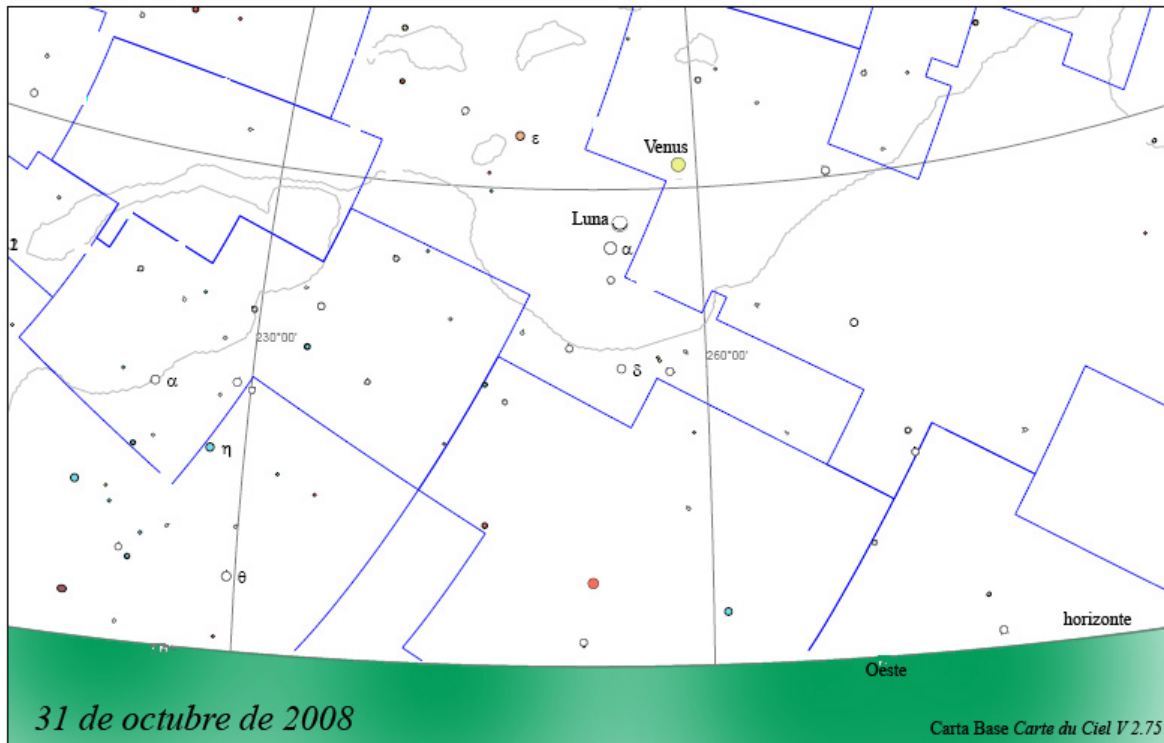 ε
Venus
Luna
α
230°00'
260°00'
α
δ
η
θ
horizonte
Oeste
31 de octubre de 2008
Carta Base Carte du Ciel V 2.75